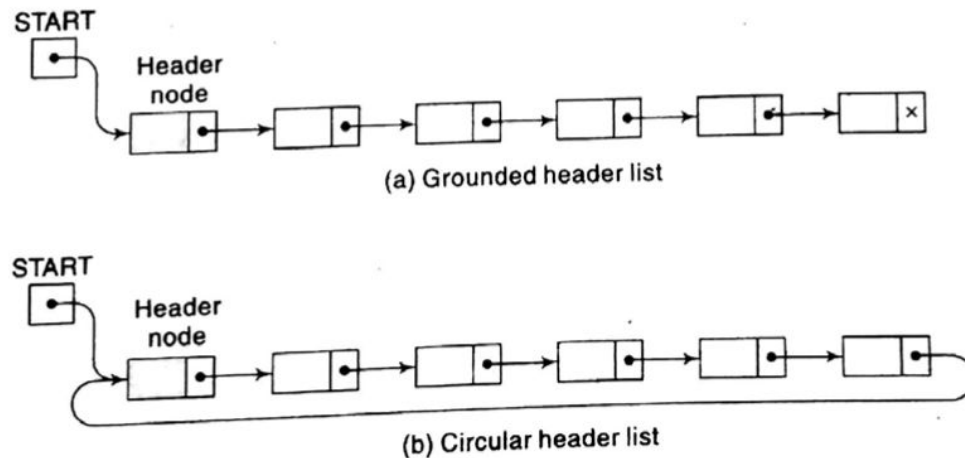 START
Header
node
×
(a) Grounded header list
START
Header
node
(b) Circular header list